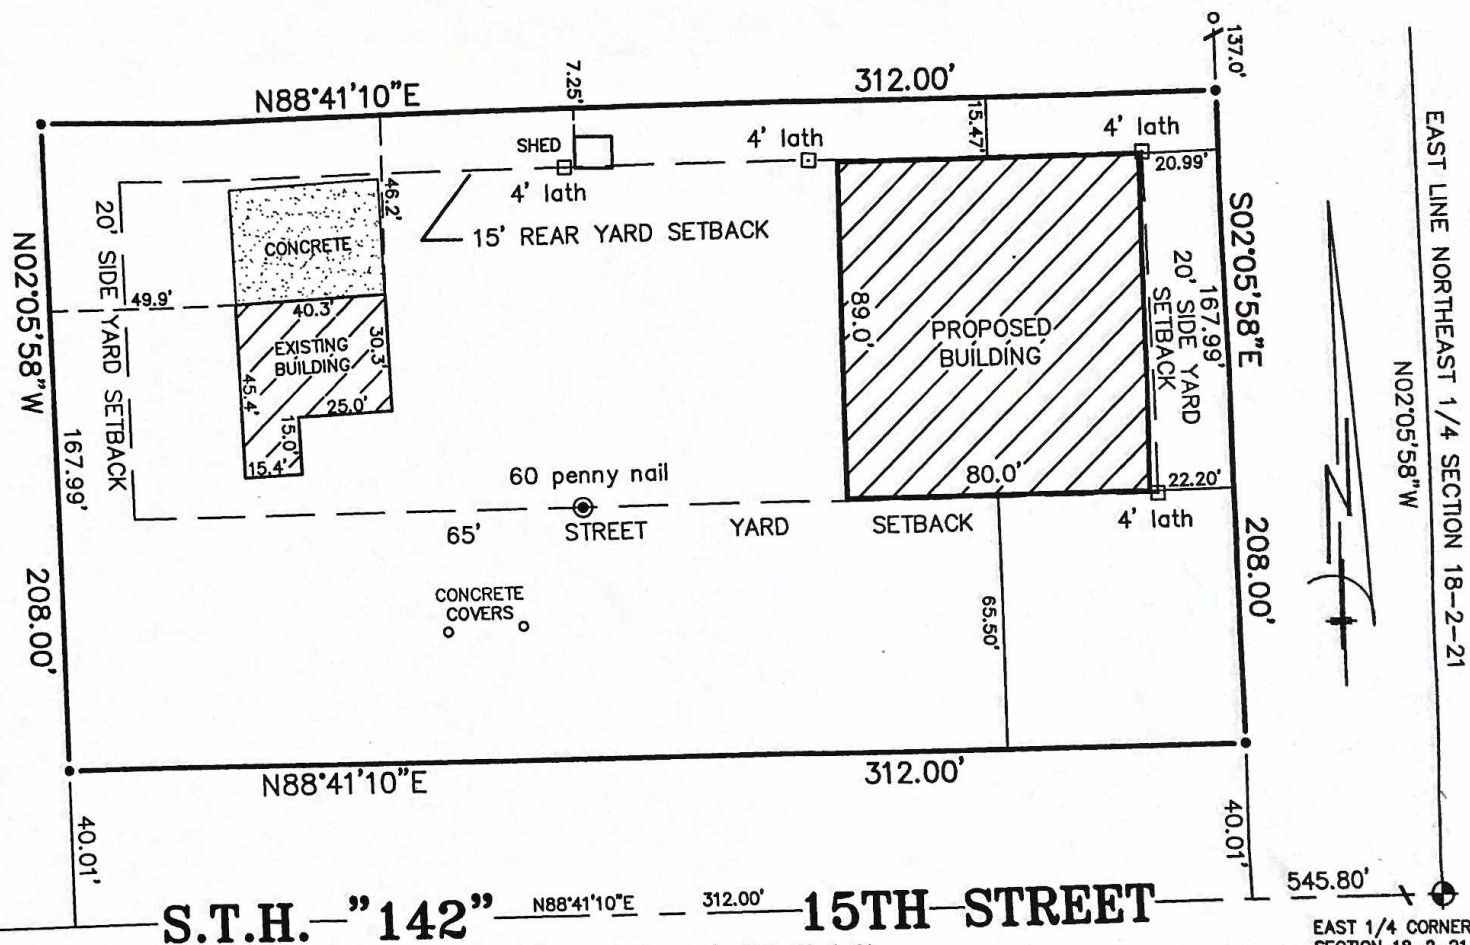 137.0'
N88°41'10"E
312.00'
7.25'
SHED
4' lath
15.47'
4' lath
4' lath
20.99'
46.2'
CONCRETE
15' REAR YARD SETBACK
20' SIDE YARD SETBACK
N02°05'58"W
49.9'
40.3'
EXISTING
BUILDING
30.3'
45.4'
25.0'
15.0'
15.4'
89.0'
PROPOSED
BUILDING
80.0'
20' SIDE YARD
SETBACK
167.99'
S02°05'58"E
22.20'
4' lath
60 penny nail
65' STREET YARD SETBACK
167.99'
208.00'
208.00'
CONCRETE
COVERS
65.50'
N88°41'10"E
312.00'
40.01'
40.01'
EAST LINE NORTHEAST 1/4 SECTION 18-2-21
N02°05'58"W
N
S.T.H. "142" N88°41'10"E 312.00' 15TH STREET
545.80'
EAST 1/4 CORNER
SECTION 18-2-21